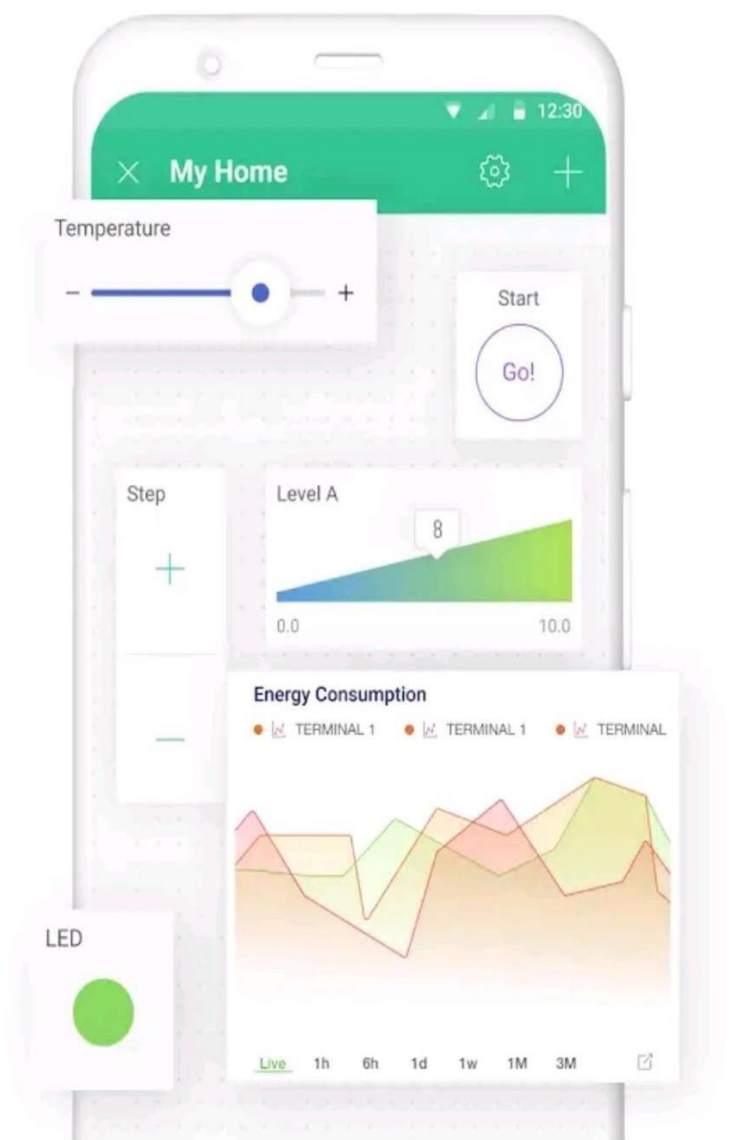 12:30
My Home
Temperature
− +
Start
Go!
Step
+
−
Level A
8
0.0 10.0
Energy Consumption
TERMINAL 1 TERMINAL 1 TERMINAL
LED
Live 1h 6h 1d 1w 1M 3M